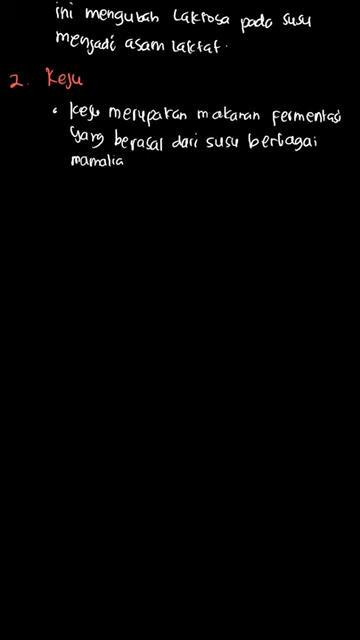 ini mengubah Laktosa pada susu
menjadi asam laktat.
2. Keju
• Keju merupakan makanan fermentasi
yang berasal dari susu berbagai
mamalia